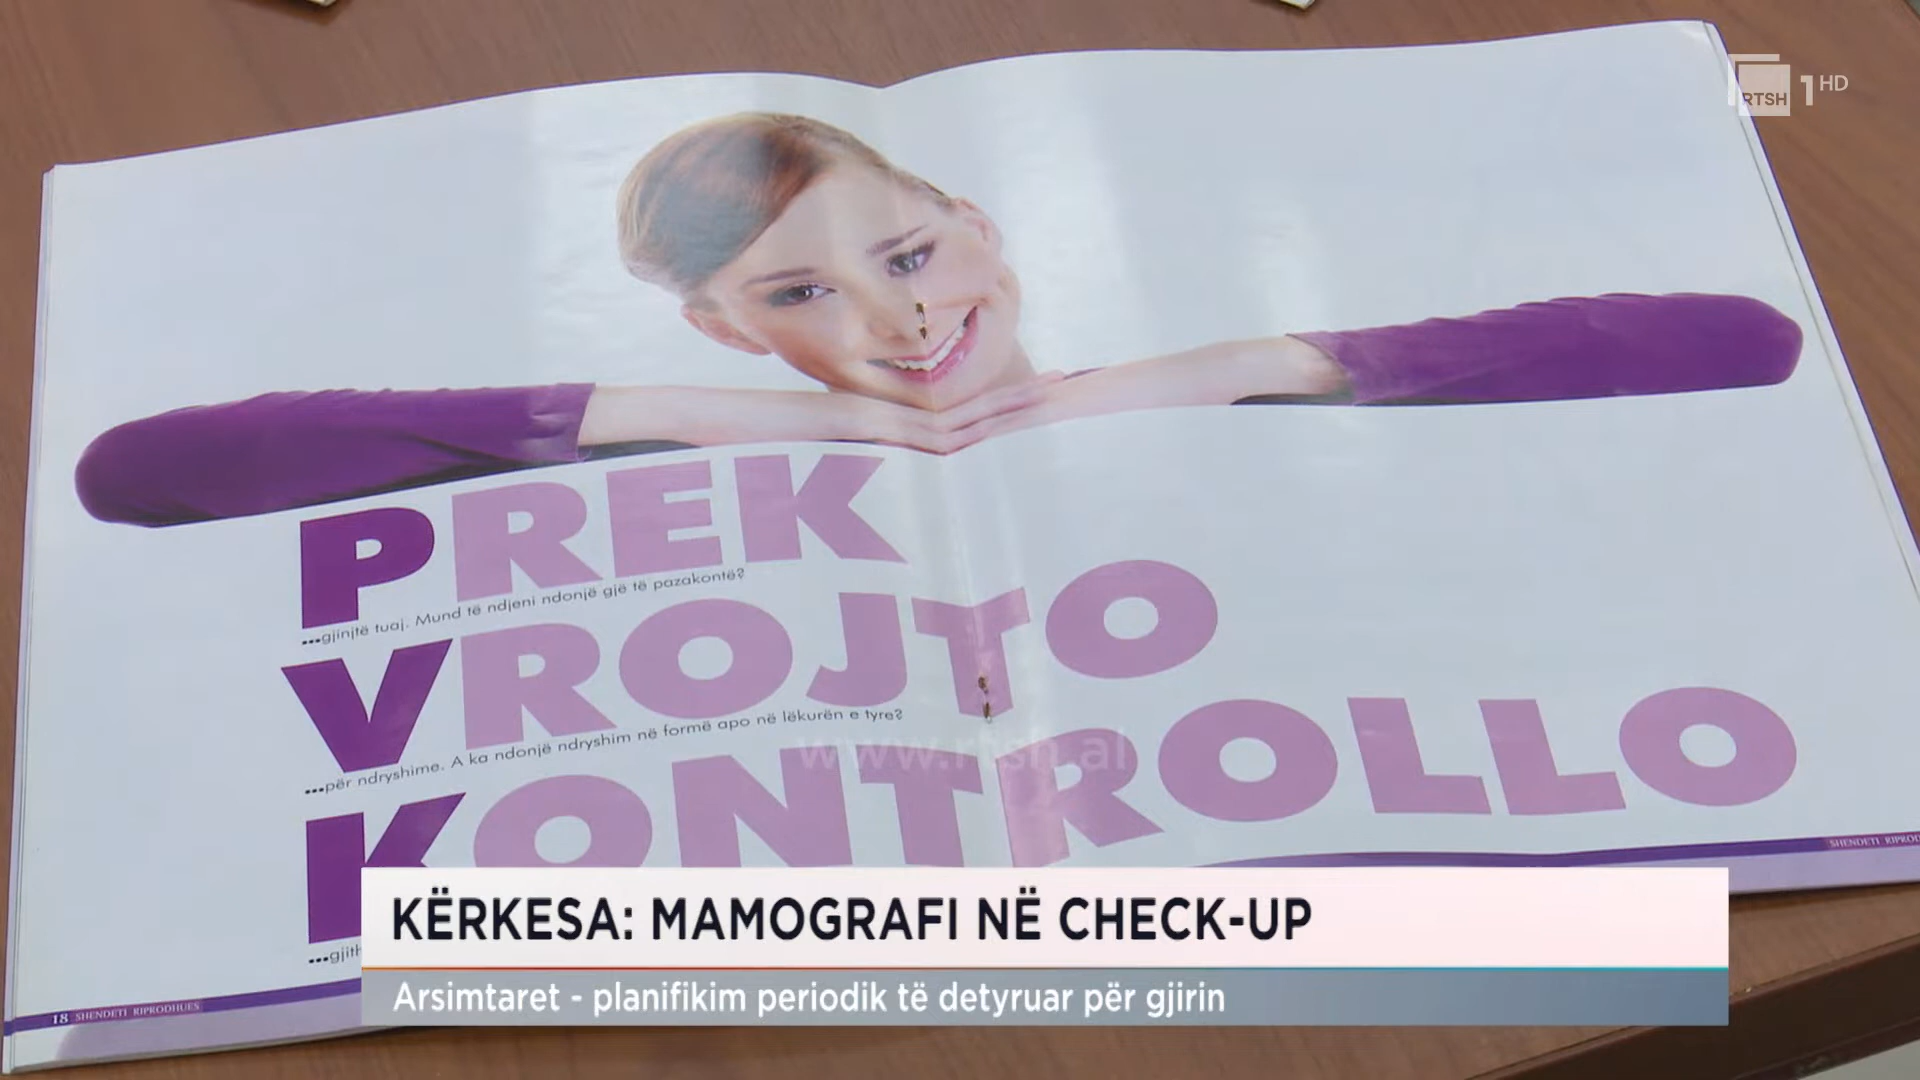 RTSH 1 HD
PREK
...gjinjtë tuaj. Mund të ndjeni ndonjë gjë të pazakontë?
VROJTO
...për ndryshime. A ka ndonjë ndryshim në formë apo në lëkurën e tyre?
www.rtsh.al
KONTROLLO
...gjith
KËRKESA: MAMOGRAFI NË CHECK-UP
Arsimtaret - planifikim periodik të detyruar për gjirin
18 SHENDETI RIPRODHUES
SHENDETI